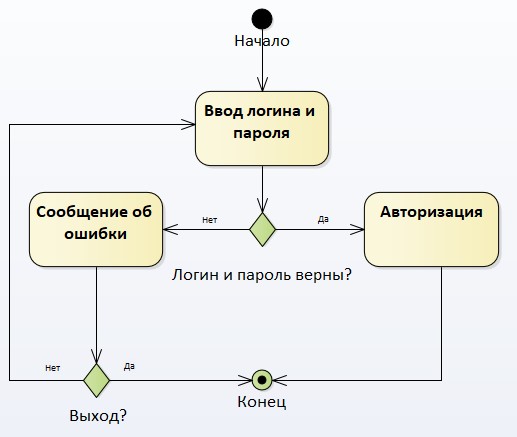 Начало
Ввод логина и
пароля
Сообщение об
ошибки
Нет
Да
Авторизация
Логин и пароль верны?
Нет
Да
Выход?
Конец